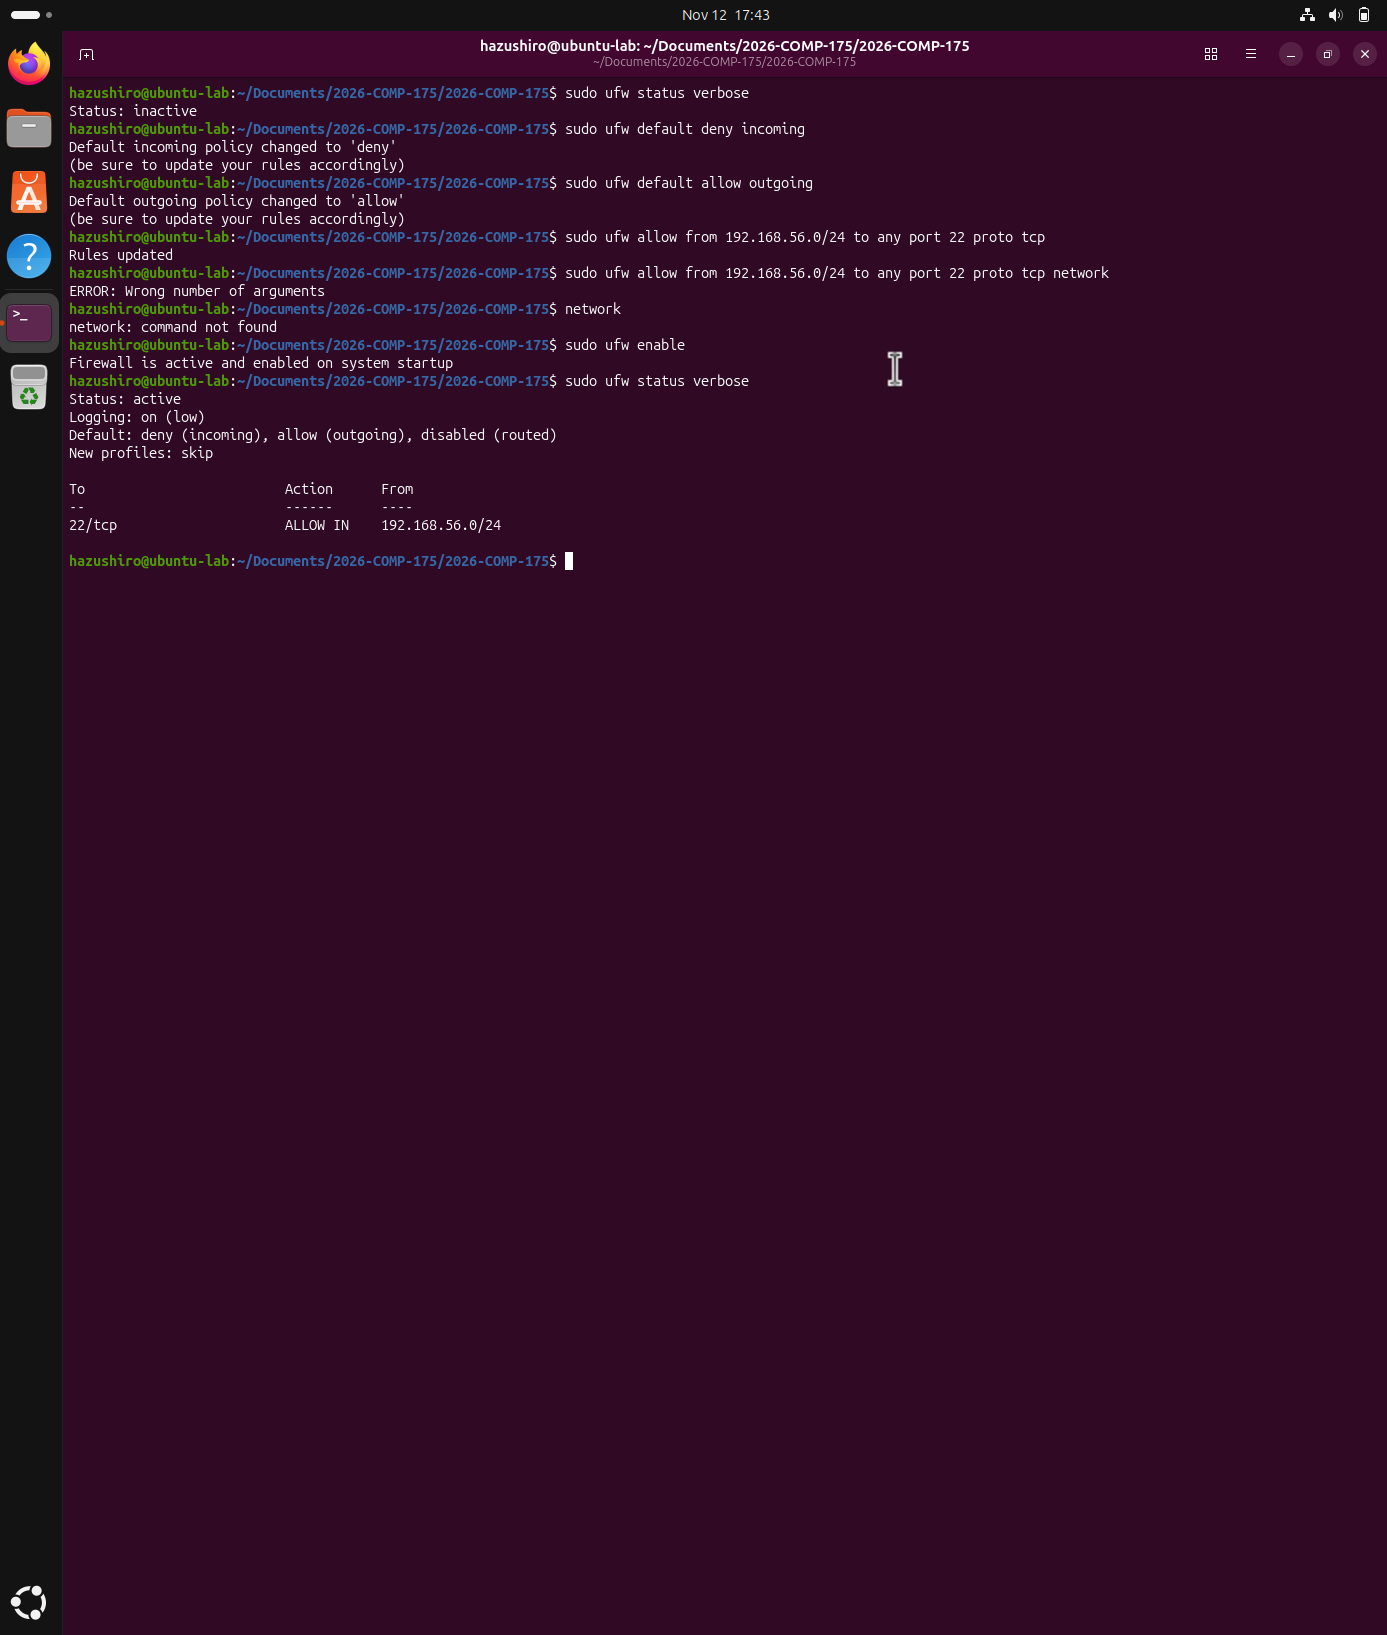 Nov 12 17:43
hazushiro@ubuntu-lab: ~/Documents/2026-COMP-175/2026-COMP-175
~/Documents/2026-COMP-175/2026-COMP-175
hazushiro@ubuntu-lab:~/Documents/2026-COMP-175/2026-COMP-175$ sudo ufw status verbose
Status: inactive
hazushiro@ubuntu-lab:~/Documents/2026-COMP-175/2026-COMP-175$ sudo ufw default deny incoming
Default incoming policy changed to 'deny'
(be sure to update your rules accordingly)
hazushiro@ubuntu-lab:~/Documents/2026-COMP-175/2026-COMP-175$ sudo ufw default allow outgoing
Default outgoing policy changed to 'allow'
(be sure to update your rules accordingly)
hazushiro@ubuntu-lab:~/Documents/2026-COMP-175/2026-COMP-175$ sudo ufw allow from 192.168.56.0/24 to any port 22 proto tcp
Rules updated
hazushiro@ubuntu-lab:~/Documents/2026-COMP-175/2026-COMP-175$ sudo ufw allow from 192.168.56.0/24 to any port 22 proto tcp network
ERROR: Wrong number of arguments
hazushiro@ubuntu-lab:~/Documents/2026-COMP-175/2026-COMP-175$ network
network: command not found
hazushiro@ubuntu-lab:~/Documents/2026-COMP-175/2026-COMP-175$ sudo ufw enable
Firewall is active and enabled on system startup
hazushiro@ubuntu-lab:~/Documents/2026-COMP-175/2026-COMP-175$ sudo ufw status verbose
Status: active
Logging: on (low)
Default: deny (incoming), allow (outgoing), disabled (routed)
New profiles: skip
To Action From
-- ------ ----
22/tcp ALLOW IN 192.168.56.0/24
hazushiro@ubuntu-lab:~/Documents/2026-COMP-175/2026-COMP-175$